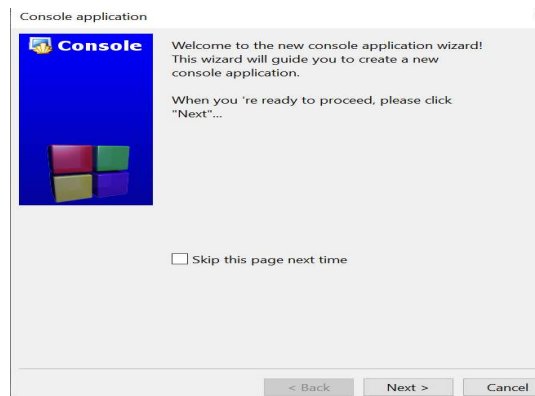 Console application
Console
Welcome to the new console application wizard!
This wizard will guide you to create a new
console application.
When you 're ready to proceed, please click
"Next"...
Skip this page next time
< Back
Next >
Cancel